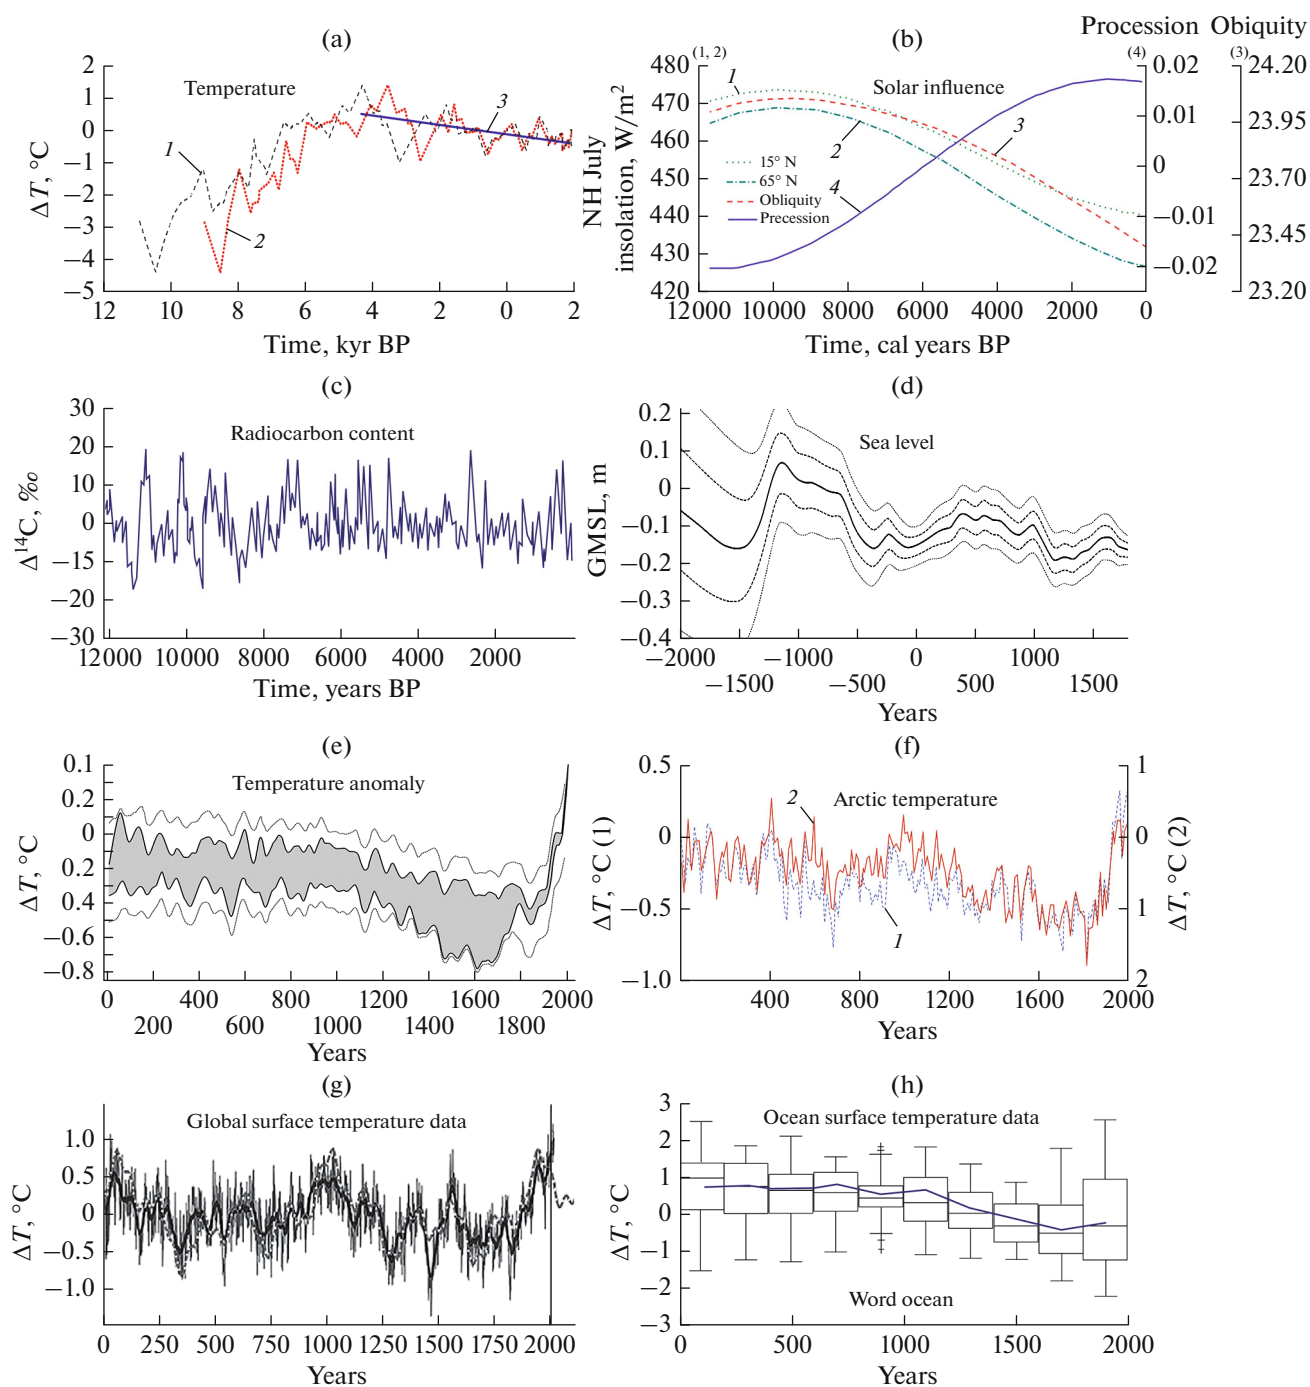 (a)
2
1
0
−1
−2
−3
−4
−5
ΔT, °C
Temperature
1
2
3
12 10 8 6 4 2 0 2
Time, kyr BP
(b)
Procession Obiquity
(1, 2) (4) (3)
480
470
460
450
440
430
420
NH July
insolation, W/m2
Solar influence
1
2
3
4
15° N
65° N
Obliquity
Precession
0.02
0.01
0
−0.01
−0.02
24.20
23.95
23.70
23.45
23.20
12000 10000 8000 6000 4000 2000 0
Time, cal years BP
(c)
30
20
10
0
−15
−30
Δ14C, ‰
Radiocarbon content
12000 10000 8000 6000 4000 2000
Time, years BP
(d)
0.2
0.1
0
−0.1
−0.2
−0.3
−0.4
GMSL, m
Sea level
−2000 −1000 0 1000
−1500 −500 500 1500
Years
(e)
0.1
0.2
0
0.2
0.4
−0.6
−0.8
ΔT, °C
Temperature anomaly
0 400 800 1200 1600 2000
200 600 1000 1400 1800
Years
(f)
0.5
0
−0.5
−1.0
ΔT, °C (1)
Arctic temperature
2
1
1
0
1
2
ΔT, °C (2)
400 800 1200 1600 2000
Years
(g)
1.0
0.5
0
−0.5
−1.0
ΔT, °C
Global surface temperature data
0 250 500 750 1000 1250 1500 1750 2000
Years
(h)
3
2
1
0
−1
−2
−3
ΔT, °C
Ocean surface temperature data
Word ocean
0 500 1000 1500 2000
Years